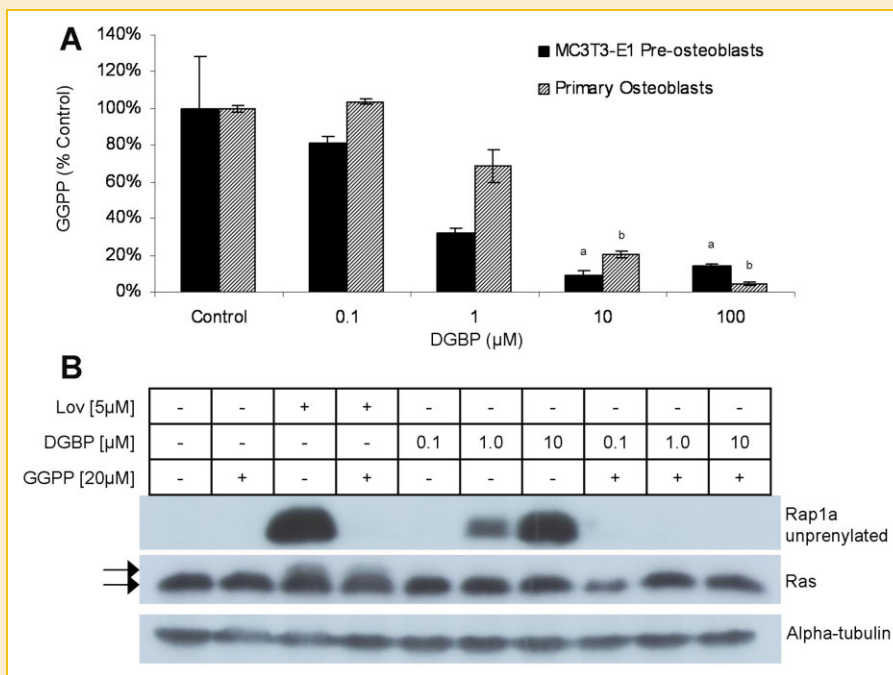 A
140%
120%
100%
80%
60%
40%
20%
0%
GGPP (% Control)
MC3T3-E1 Pre-osteoblasts
Primary Osteoblasts
a b a b
Control 0.1 1 10 100
DGBP (µM)
B
Lov [5µM] - - + + - - - - - -
DGBP [µM] - - - - 0.1 1.0 10 0.1 1.0 10
GGPP [20µM] - + - + - - - + + +
Rap1a
unprenylated
Ras
Alpha-tubulin